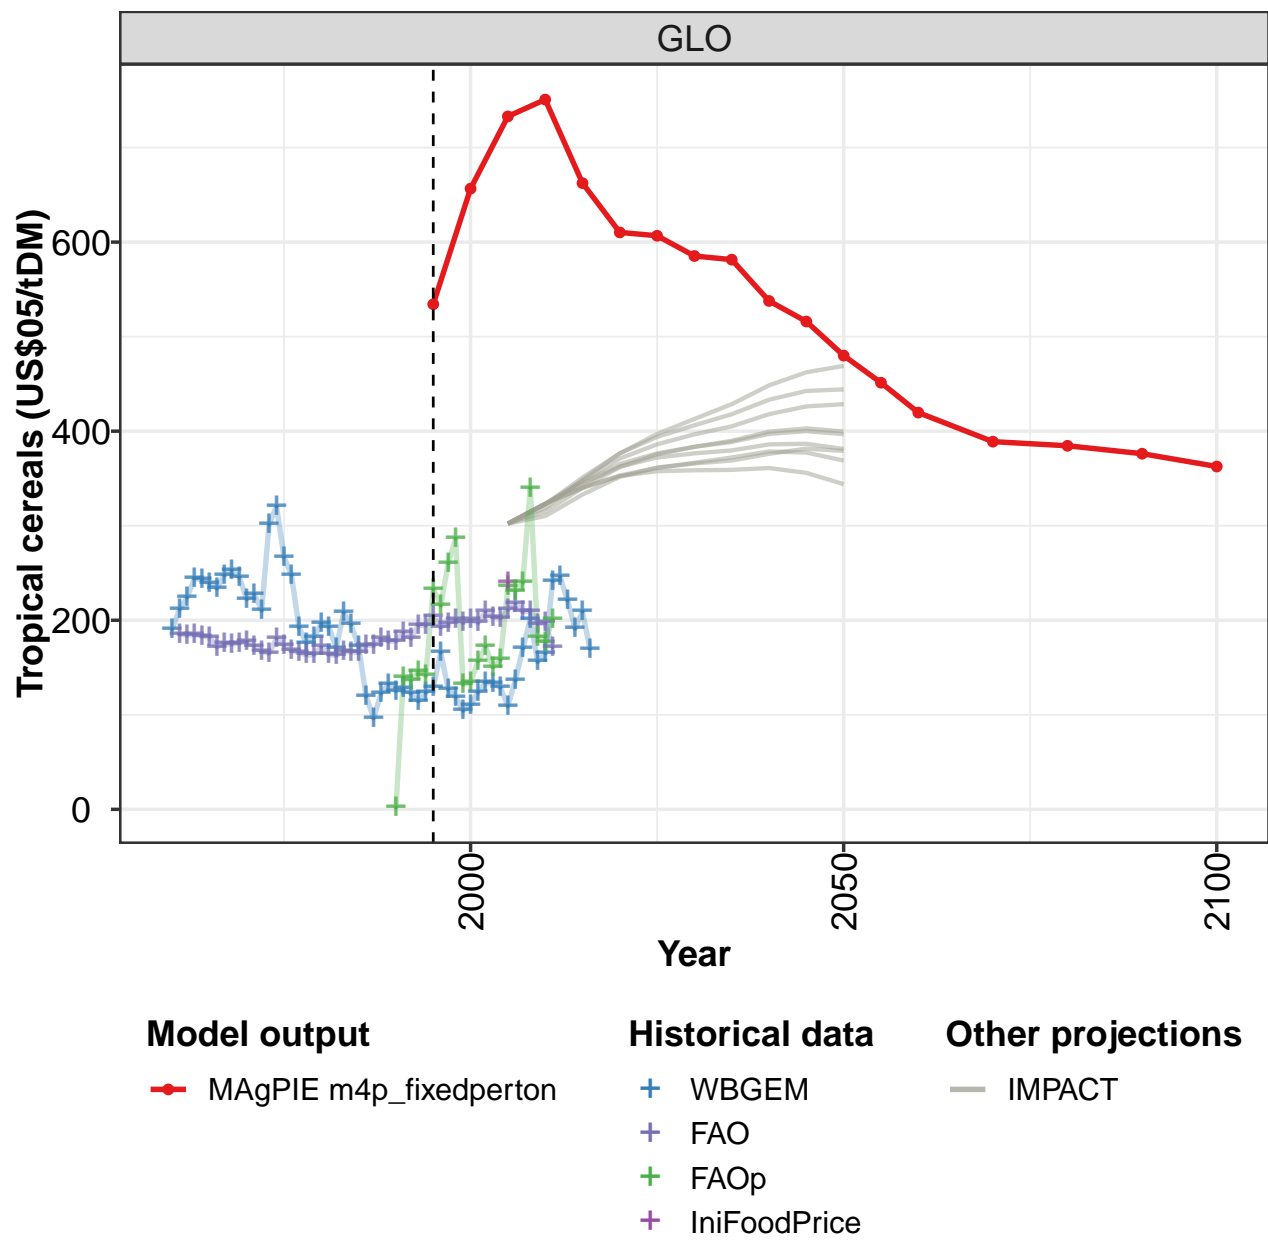 GLO
Tropical cereals (US$05/tDM)
600
400
200
0
2000
2050
2100
Year
Model output
MAgPIE m4p_fixedperton
Historical data
WBGEM
FAO
FAOp
IniFoodPrice
Other projections
IMPACT